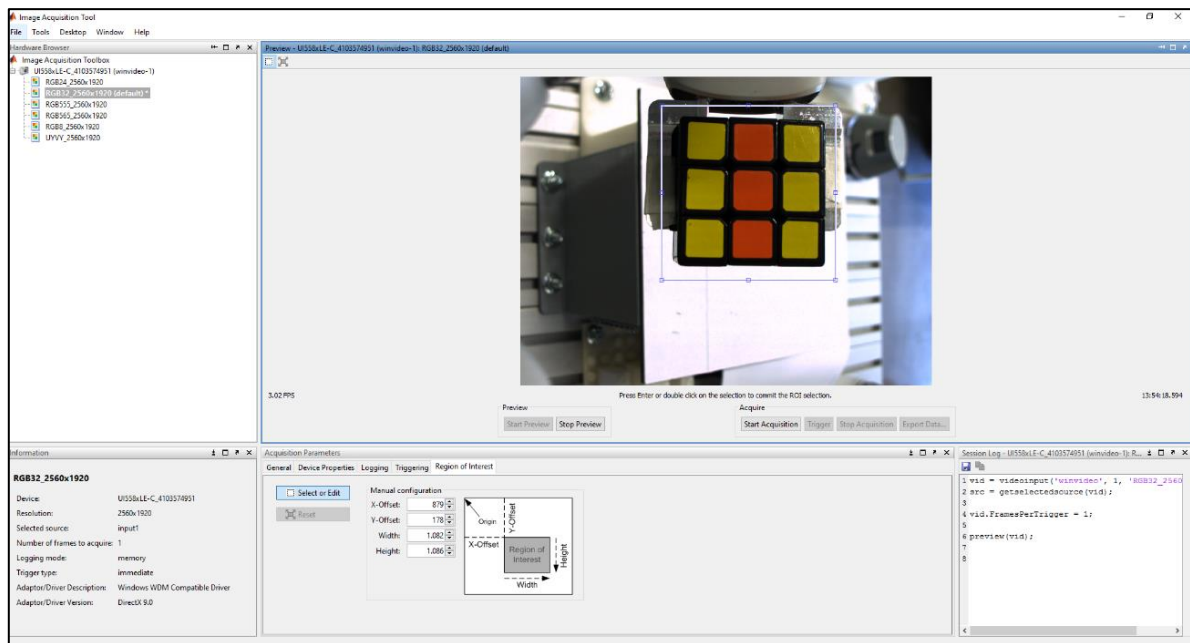 Image Acquisition Tool
File Tools Desktop Window Help
Hardware Browser
Image Acquisition Toolbox
UI558xLE-C_4103574951 (winvideo-1)
RGB24_2560x1920
RGB32_2560x1920 (default) *
RGB555_2560x1920
RGB565_2560x1920
RGB8_2560x1920
UYVY_2560x1920
Preview - UI558xLE-C_4103574951 (winvideo-1): RGB32_2560x1920 (default)
3.02 FPS
Press Enter or double click on the selection to commit the ROI selection.
13:54:18.594
Preview
Start Preview Stop Preview
Acquire
Start Acquisition Trigger Stop Acquisition Export Data...
Information
RGB32_2560x1920
Device: UI558xLE-C_4103574951
Resolution: 2560x1920
Selected source: input1
Number of frames to acquire: 1
Logging mode: memory
Trigger type: immediate
Adaptor/Driver Description: Windows WDM Compatible Driver
Adaptor/Driver Version: DirectX 9.0
Acquisition Parameters
General Device Properties Logging Triggering Region of Interest
Select or Edit
Reset
Manual configuration
X-Offset: 879
Y-Offset: 178
Width: 1.082
Height: 1.086
Origin
Y-Offset
X-Offset
Region of
Interest
Height
Width
Session Log - UI558xLE-C_4103574951 (winvideo-1): R...
1 vid = videoinput('winvideo', 1, 'RGB32_2560
2 src = getselectedsource(vid);
3
4 vid.FramesPerTrigger = 1;
5
6 preview(vid);
7
8